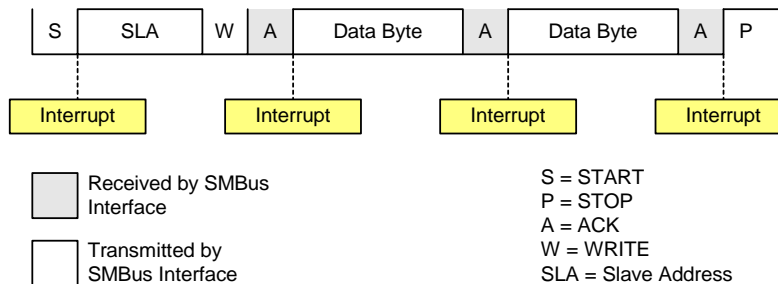 S SLA W A Data Byte A Data Byte A P
Interrupt Interrupt Interrupt Interrupt
Received by SMBus
Interface
Transmitted by
SMBus Interface
S = START
P = STOP
A = ACK
W = WRITE
SLA = Slave Address